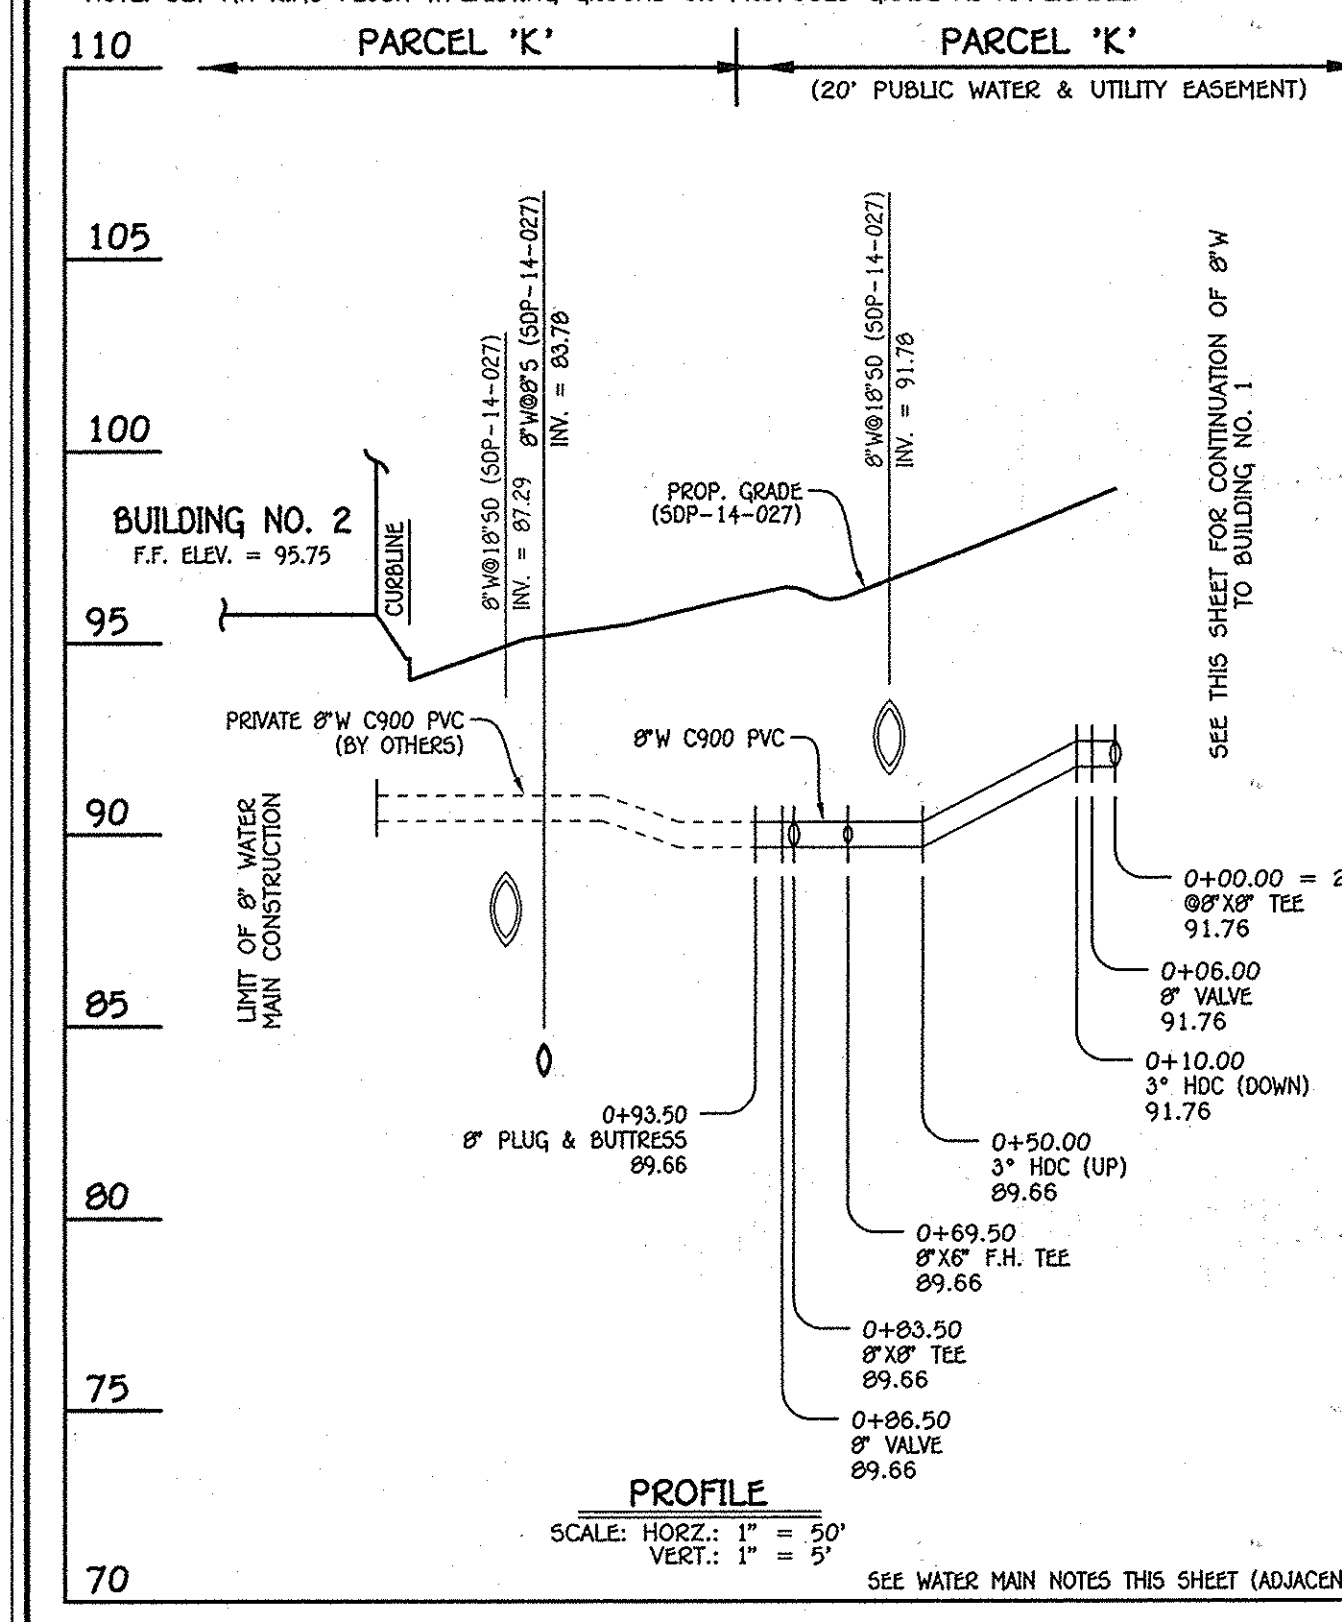 110
PARCEL 'K'
PARCEL 'K'
(20' PUBLIC WATER & UTILITY EASEMENT)
105
100
95
90
85
80
75
70
BUILDING NO. 2
F.F. ELEV. = 95.75
CURBLINE
8"W@18"SD (SDP-14-027)
INV. = 87.29
8"W@8"S (SDP-14-027)
INV. = 83.78
8"W@18"SD (SDP-14-027)
INV. = 91.78
PROP. GRADE
(SDP-14-027)
SEE THIS SHEET FOR CONTINUATION OF 8"W
TO BUILDING NO. 1
PRIVATE 8"W C900 PVC
(BY OTHERS)
8"W C900 PVC
LIMIT OF 8" WATER
MAIN CONSTRUCTION
0+00.00 = 2
@8"X8" TEE
91.76
0+06.00
8" VALVE
91.76
0+10.00
3° HDC (DOWN)
91.76
0+93.50
8" PLUG & BUTTRESS
89.66
0+50.00
3° HDC (UP)
89.66
0+69.50
8"X6" F.H. TEE
89.66
0+83.50
8"X8" TEE
89.66
0+86.50
8" VALVE
89.66
PROFILE
SCALE: HORZ.: 1" = 50'
VERT.: 1" = 5'
SEE WATER MAIN NOTES THIS SHEET (ADJACEN